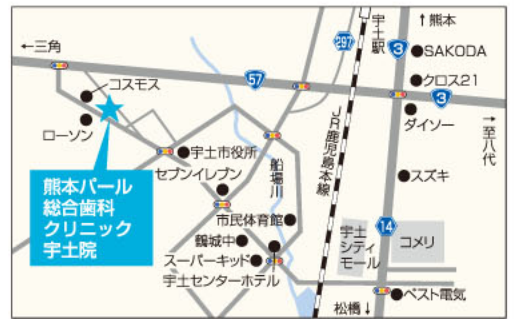 ←三角
コスモス
ローソン
熊本パール
総合歯科
クリニック
宇土院
57
宇土市役所
セブンイレブン
船場川
市民体育館
鶴城中
スーパーキッド
宇土センターホテル
297
宇土駅
JR鹿児島本線
↑熊本
3
SAKODA
クロス21
3
ダイソー
→至八代
スズキ
14
宇土
シティ
モール
コメリ
ベスト電気
松橋↓